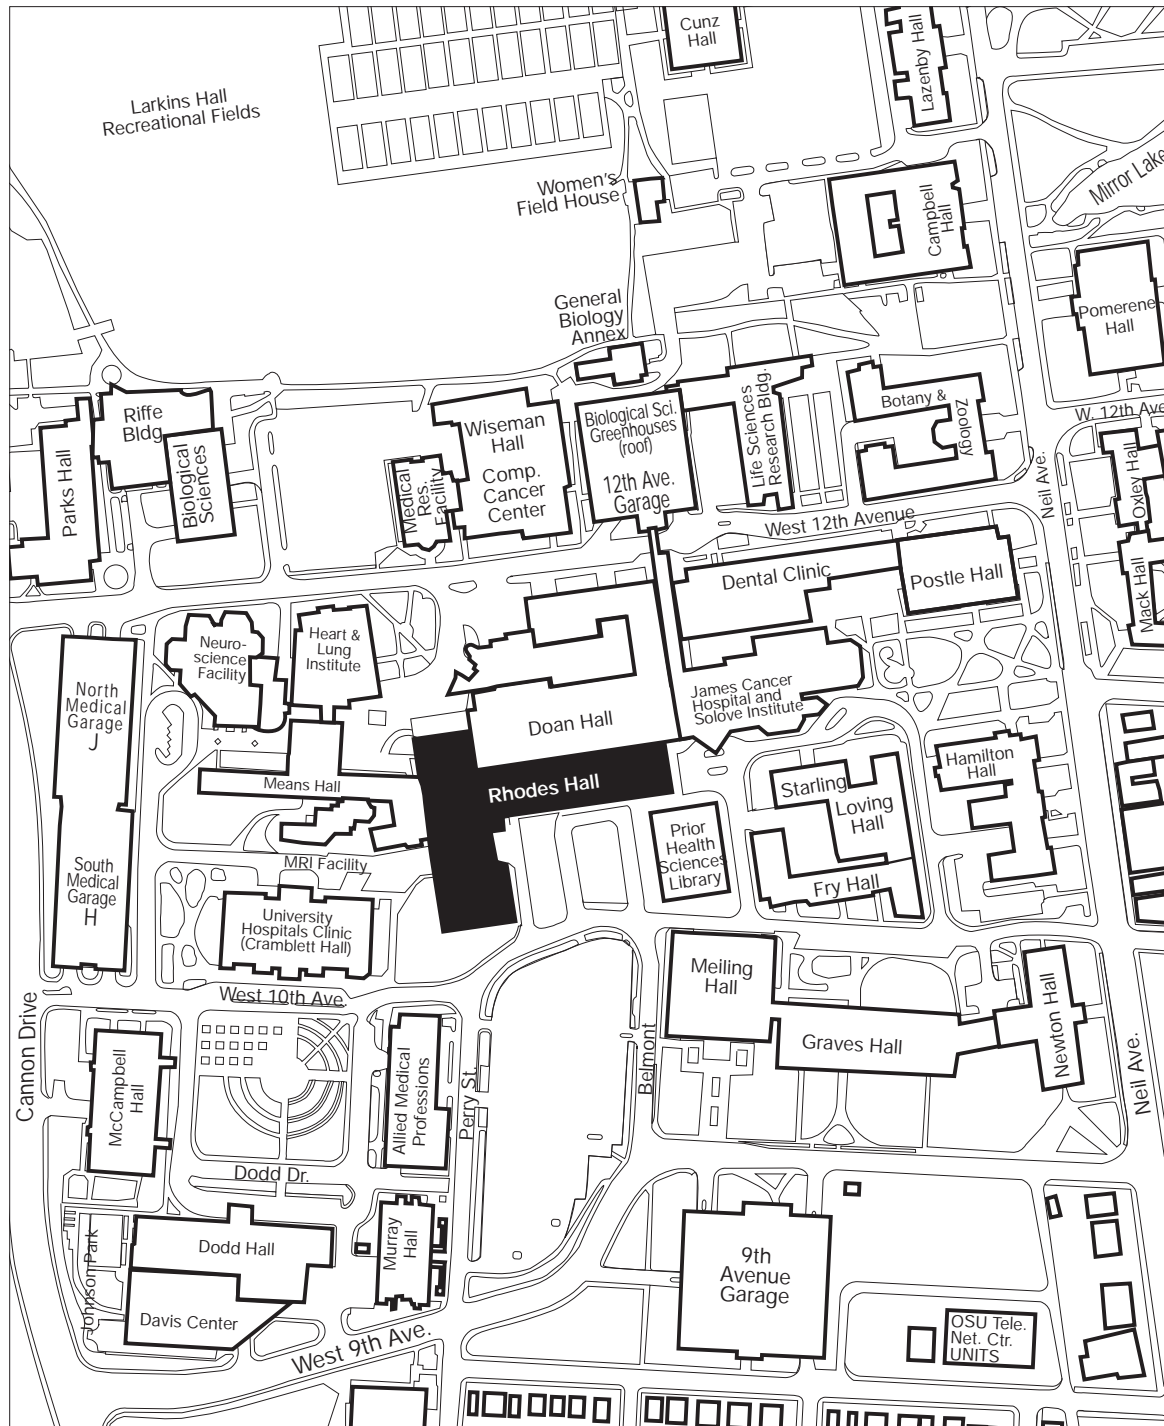 Cunz
Hall
Lazenby Hall
Larkins Hall
Recreational Fields
Mirror Lake
Women's
Field House
Campbell
Hall
General
Biology
Annex
Pomerene
Hall
Riffe
Bldg.
Parks Hall
Biological
Sciences
Wiseman
Hall
Comp.
Cancer
Center
Medical
Res.
Facility
Biological Sci.
Greenhouses
(roof)
12th Ave.
Garage
Life Sciences
Research Bldg.
Botany &
Zoology
W. 12th Ave
Oxley Hall
Neil Ave.
West 12th Avenue
Mack Hall
Dental Clinic
Postle Hall
Neuro-
science
Facility
Heart &
Lung
Institute
North
Medical
Garage
J
Doan Hall
James Cancer
Hospital and
Solove Institute
Hamilton
Hall
Means Hall
Rhodes Hall
Starling
Loving
Hall
Prior
Health
Sciences
Library
MRI Facility
South
Medical
Garage
H
Fry Hall
University
Hospitals Clinic
(Cramblett Hall)
Meiling
Hall
West 10th Ave.
Newton Hall
Cannon Drive
Graves Hall
Belmont
Neil Ave.
McCampbell
Hall
Allied Medical
Professions
Perry St.
Dodd Dr.
Johnson Park
Dodd Hall
Murray
Hall
9th
Avenue
Garage
Davis Center
West 9th Ave.
OSU Tele.
Net. Ctr.
UNITS